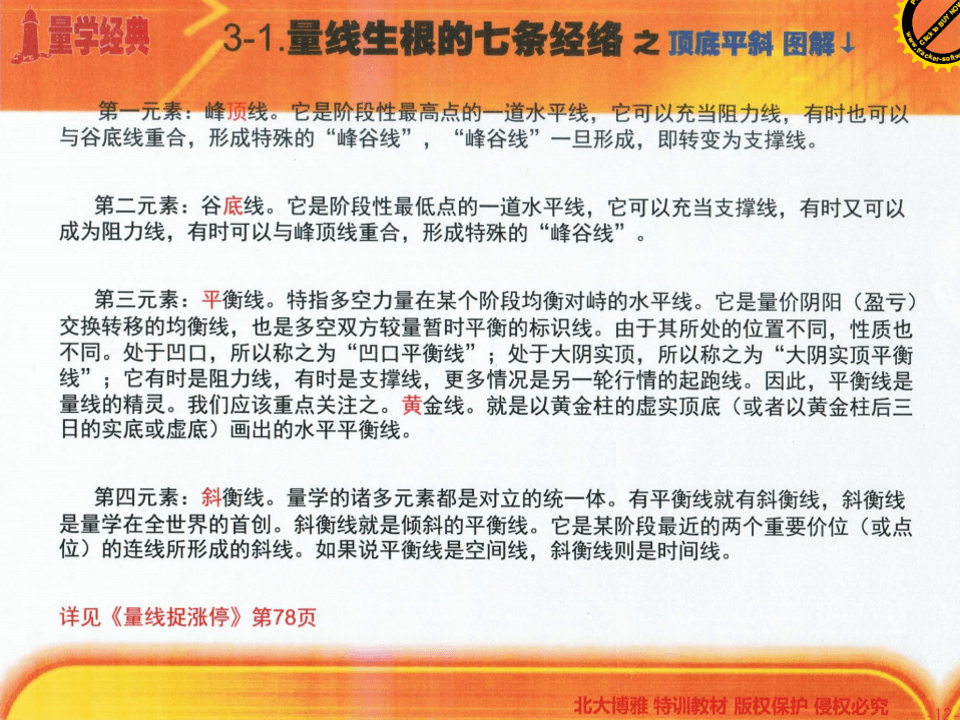 量学经典
3-1.量线生根的七条经络 之 顶底平斜 图解↓
Click to BUY NOW
www.tracker-softw
第一元素：峰顶线。它是阶段性最高点的一道水平线，它可以充当阻力线，有时也可以
与谷底线重合，形成特殊的“峰谷线”，“峰谷线”一旦形成，即转变为支撑线。
第二元素：谷底线。它是阶段性最低点的一道水平线，它可以充当支撑线，有时又可以
成为阻力线，有时可以与峰顶线重合，形成特殊的“峰谷线”。
第三元素：平衡线。特指多空力量在某个阶段均衡对峙的水平线。它是量价阴阳（盈亏）
交换转移的均衡线，也是多空双方较量暂时平衡的标识线。由于其所处的位置不同，性质也
不同。处于凹口，所以称之为“凹口平衡线”；处于大阴实顶，所以称之为“大阴实顶平衡
线”；它有时是阻力线，有时是支撑线，更多情况是另一轮行情的起跑线。因此，平衡线是
量线的精灵。我们应该重点关注之。黄金线。就是以黄金柱的虚实顶底（或者以黄金柱后三
日的实底或虚底）画出的水平平衡线。
第四元素：斜衡线。量学的诸多元素都是对立的统一体。有平衡线就有斜衡线，斜衡线
是量学在全世界的首创。斜衡线就是倾斜的平衡线。它是某阶段最近的两个重要价位（或点
位）的连线所形成的斜线。如果说平衡线是空间线，斜衡线则是时间线。
详见《量线捉涨停》第78页
北大博雅 特训教材 版权保护 侵权必究
12